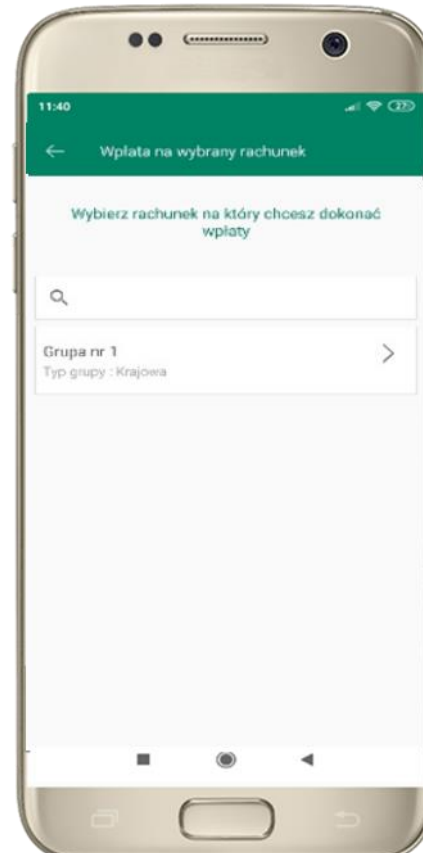 11:40
27
Wpłata na wybrany rachunek
Wybierz rachunek na który chcesz dokonać
wpłaty
Grupa nr 1
Typ grupy : Krajowa